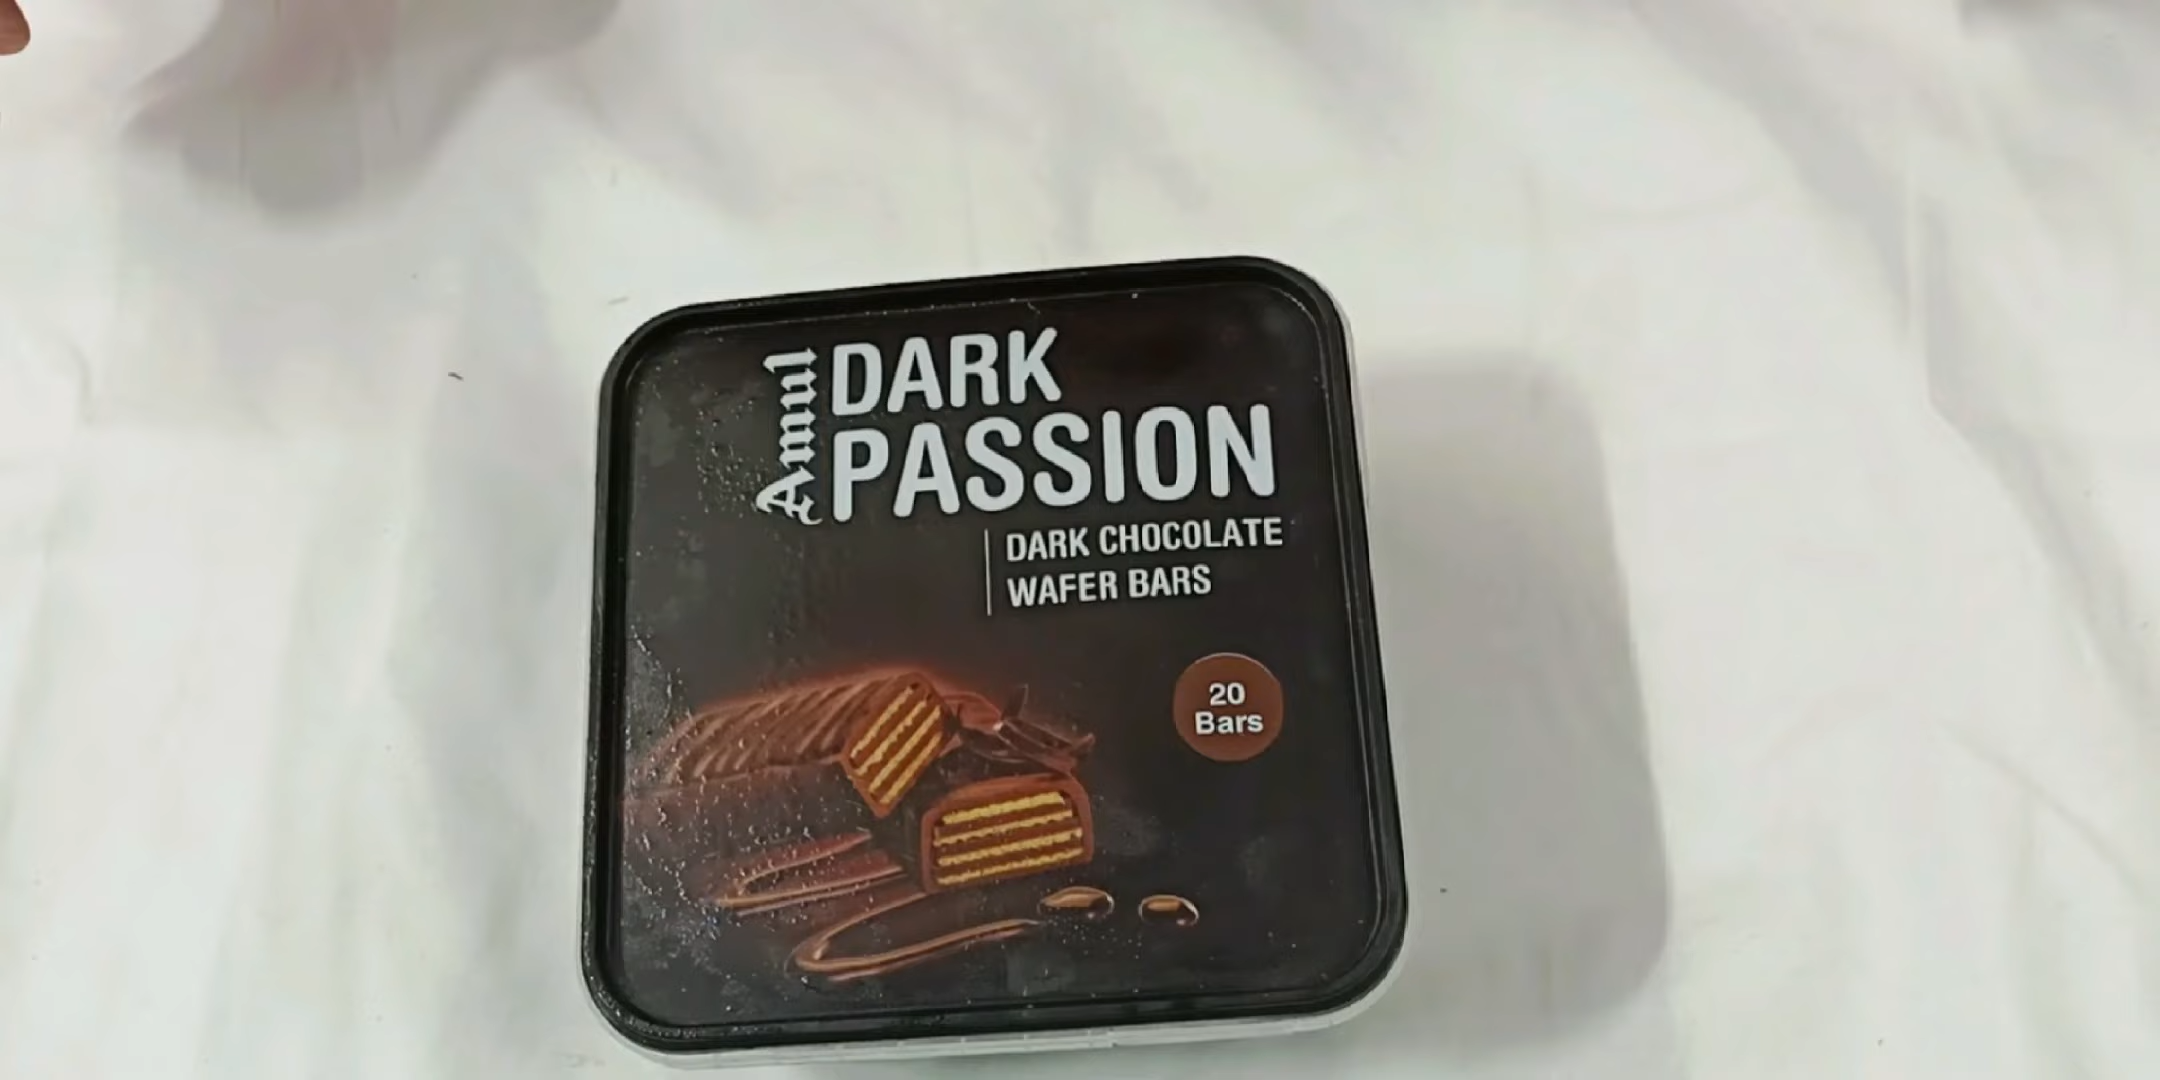 Amul
DARK
PASSION
DARK CHOCOLATE
WAFER BARS
20
Bars